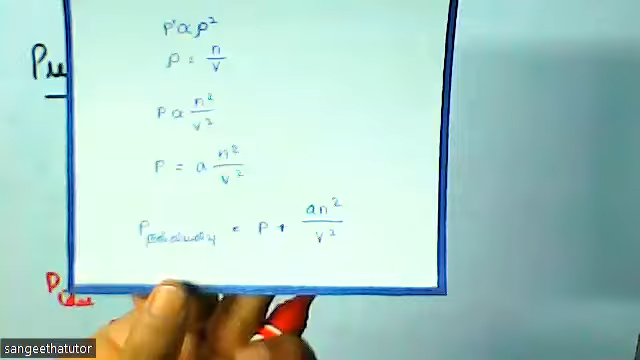 P' ∝ ρ²
ρ = n/V
P ∝ n²/V²
P = a n²/V²
P = P + an²/V²
P
sangeethatutor